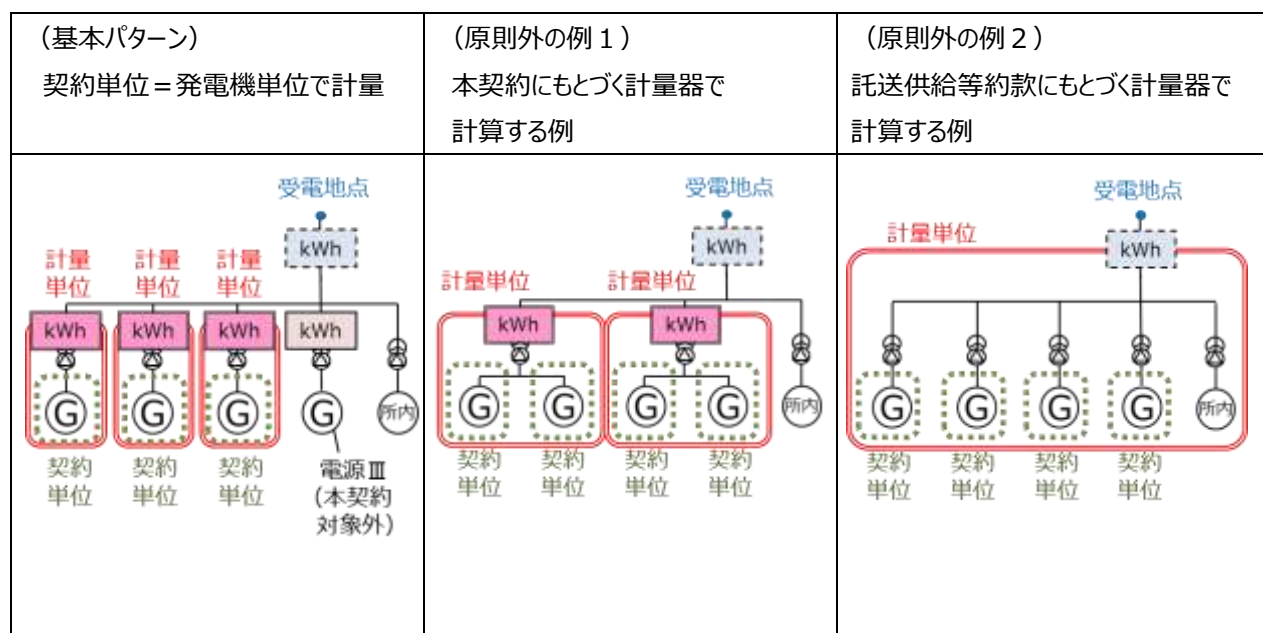 （基本パターン）
契約単位＝発電機単位で計量
（原則外の例１）
本契約にもとづく計量器で
計算する例
（原則外の例２）
託送供給等約款にもとづく計量器で
計算する例
受電地点
kWh
計量
単位
計量
単位
計量
単位
kWh
kWh
kWh
kWh
G
G
G
G
所内
契約
単位
契約
単位
契約
単位
電源Ⅲ
(本契約
対象外)
受電地点
kWh
計量単位
計量単位
kWh
kWh
G
G
G
G
所内
契約
単位
契約
単位
契約
単位
契約
単位
受電地点
計量単位
kWh
G
G
G
G
所内
契約
単位
契約
単位
契約
単位
契約
単位